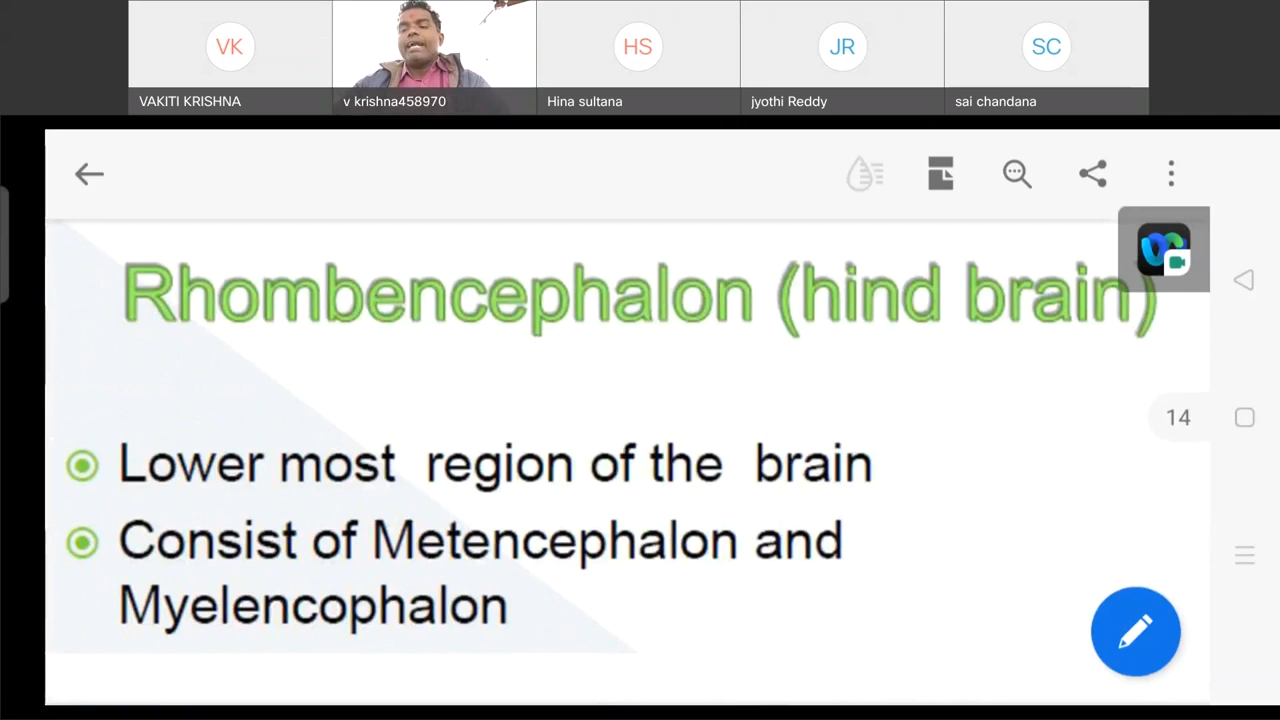 VK
HS
JR
SC
VAKITI KRISHNA
v krishna458970
Hina sultana
jyothi Reddy
sai chandana
Rhombencephalon (hind brain)
14
Lower most region of the brain
Consist of Metencephalon and
Myelencophalon